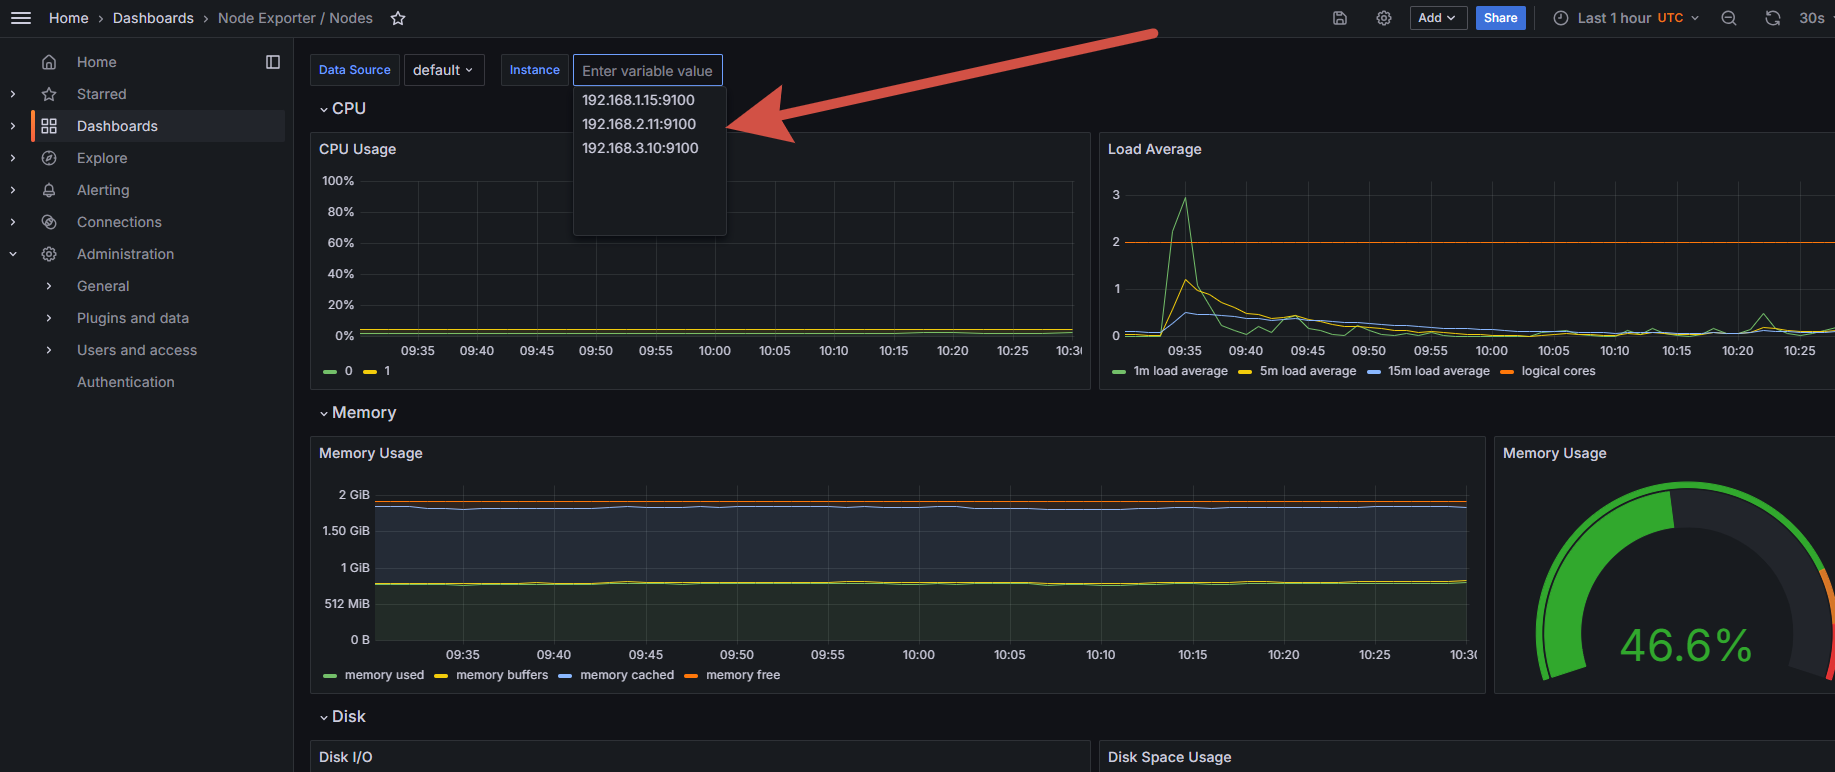 Home › Dashboards › Node Exporter / Nodes
Add
Share
Last 1 hour UTC
30s
Home
Starred
Dashboards
Explore
Alerting
Connections
Administration
General
Plugins and data
Users and access
Authentication
Data Source default Instance Enter variable value
192.168.1.15:9100
192.168.2.11:9100
192.168.3.10:9100
CPU
CPU Usage
100%
80%
60%
40%
20%
0%
09:35 09:40 09:45 09:50 09:55 10:00 10:05 10:10 10:15 10:20 10:25 10:30
0 1
Load Average
3
2
1
0
09:35 09:40 09:45 09:50 09:55 10:00 10:05 10:10 10:15 10:20 10:25
1m load average 5m load average 15m load average logical cores
Memory
Memory Usage
2 GiB
1.50 GiB
1 GiB
512 MiB
0 B
09:35 09:40 09:45 09:50 09:55 10:00 10:05 10:10 10:15 10:20 10:25 10:30
memory used memory buffers memory cached memory free
Memory Usage
46.6%
Disk
Disk I/O
Disk Space Usage